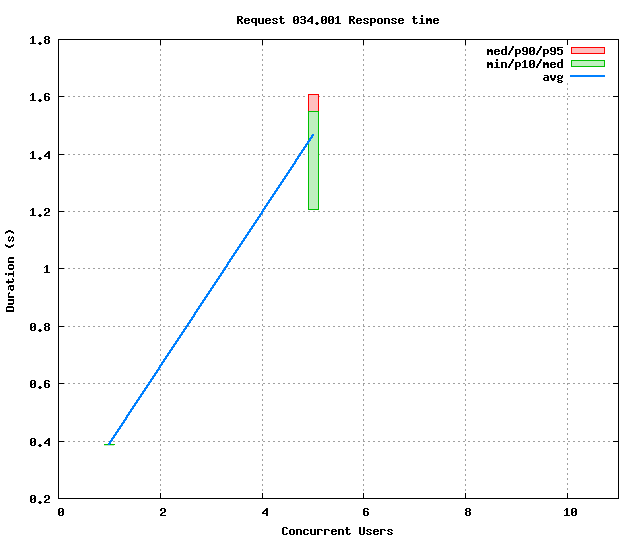 Request 034.001 Response time
med/p90/p95
min/p10/med
avg
1.8
1.6
1.4
1.2
1
0.8
0.6
0.4
0.2
Duration (s)
0 2 4 6 8 10
Concurrent Users